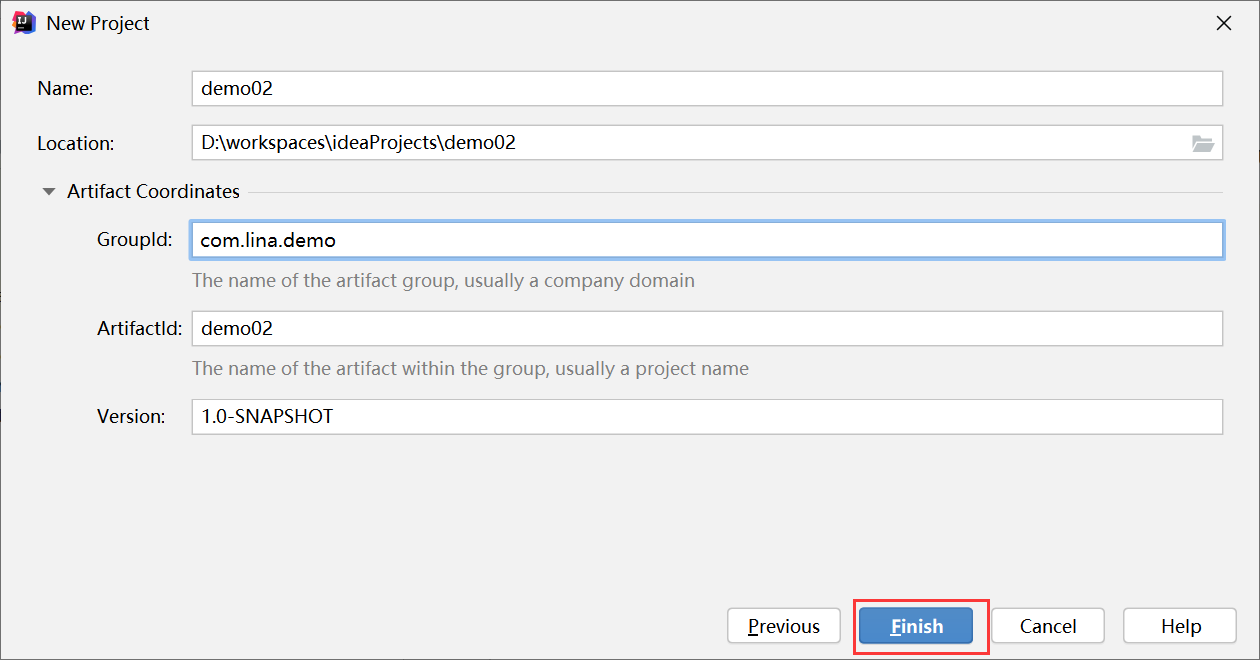 New Project
Name: demo02
Location: D:\workspaces\ideaProjects\demo02
Artifact Coordinates
GroupId: com.lina.demo
The name of the artifact group, usually a company domain
ArtifactId: demo02
The name of the artifact within the group, usually a project name
Version: 1.0-SNAPSHOT
Previous Finish Cancel Help